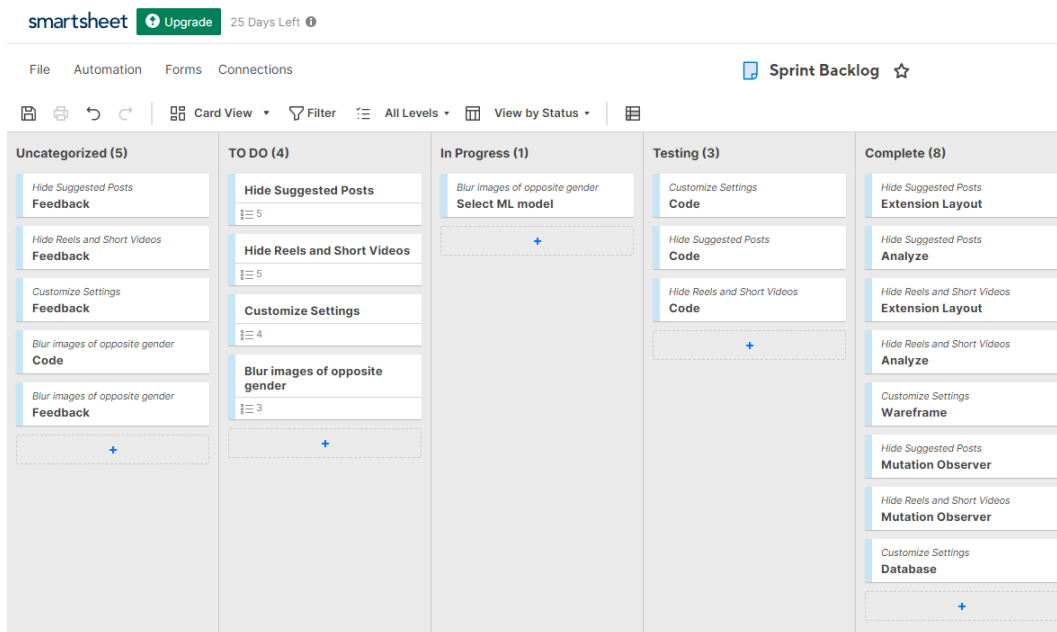 smartsheet Upgrade 25 Days Left
File Automation Forms Connections Sprint Backlog
Card View Filter All Levels View by Status
Uncategorized (5)
Hide Suggested Posts
Feedback
Hide Reels and Short Videos
Feedback
Customize Settings
Feedback
Blur images of opposite gender
Code
Blur images of opposite gender
Feedback
+
TO DO (4)
Hide Suggested Posts
5
Hide Reels and Short Videos
5
Customize Settings
4
Blur images of opposite
gender
3
+
In Progress (1)
Blur images of opposite gender
Select ML model
+
Testing (3)
Customize Settings
Code
Hide Suggested Posts
Code
Hide Reels and Short Videos
Code
+
Complete (8)
Hide Suggested Posts
Extension Layout
Hide Suggested Posts
Analyze
Hide Reels and Short Videos
Extension Layout
Hide Reels and Short Videos
Analyze
Customize Settings
Wareframe
Hide Suggested Posts
Mutation Observer
Hide Reels and Short Videos
Mutation Observer
Customize Settings
Database
+